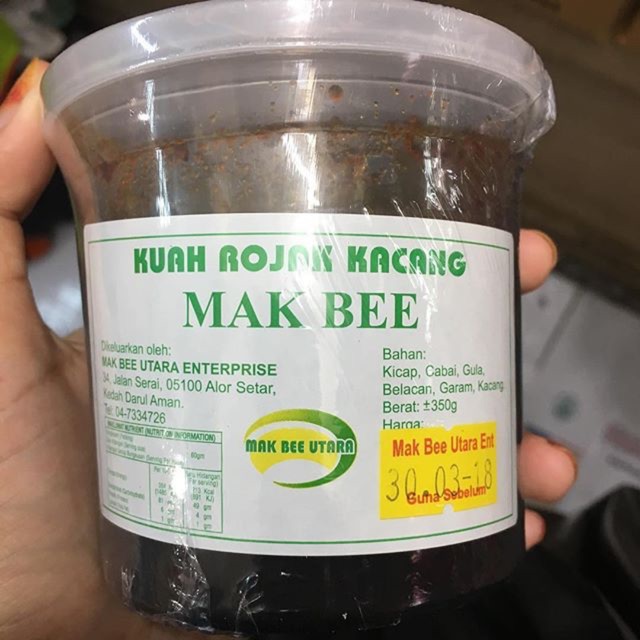 KUAH ROJAK KACANG
MAK BEE
Dikeluarkan oleh:
MAK BEE UTARA ENTERPRISE
34, Jalan Serai, 05100 Alor Setar,
Kedah Darul Aman.
Tel: 04-7334726
Bahan:
Kicap, Cabai, Gula,
Belacan, Garam, Kacang.
Berat: ±350g
Harga:
MAK BEE UTARA
Mak Bee Utara Ent
30.03-18
Guna Sebelum
60gm